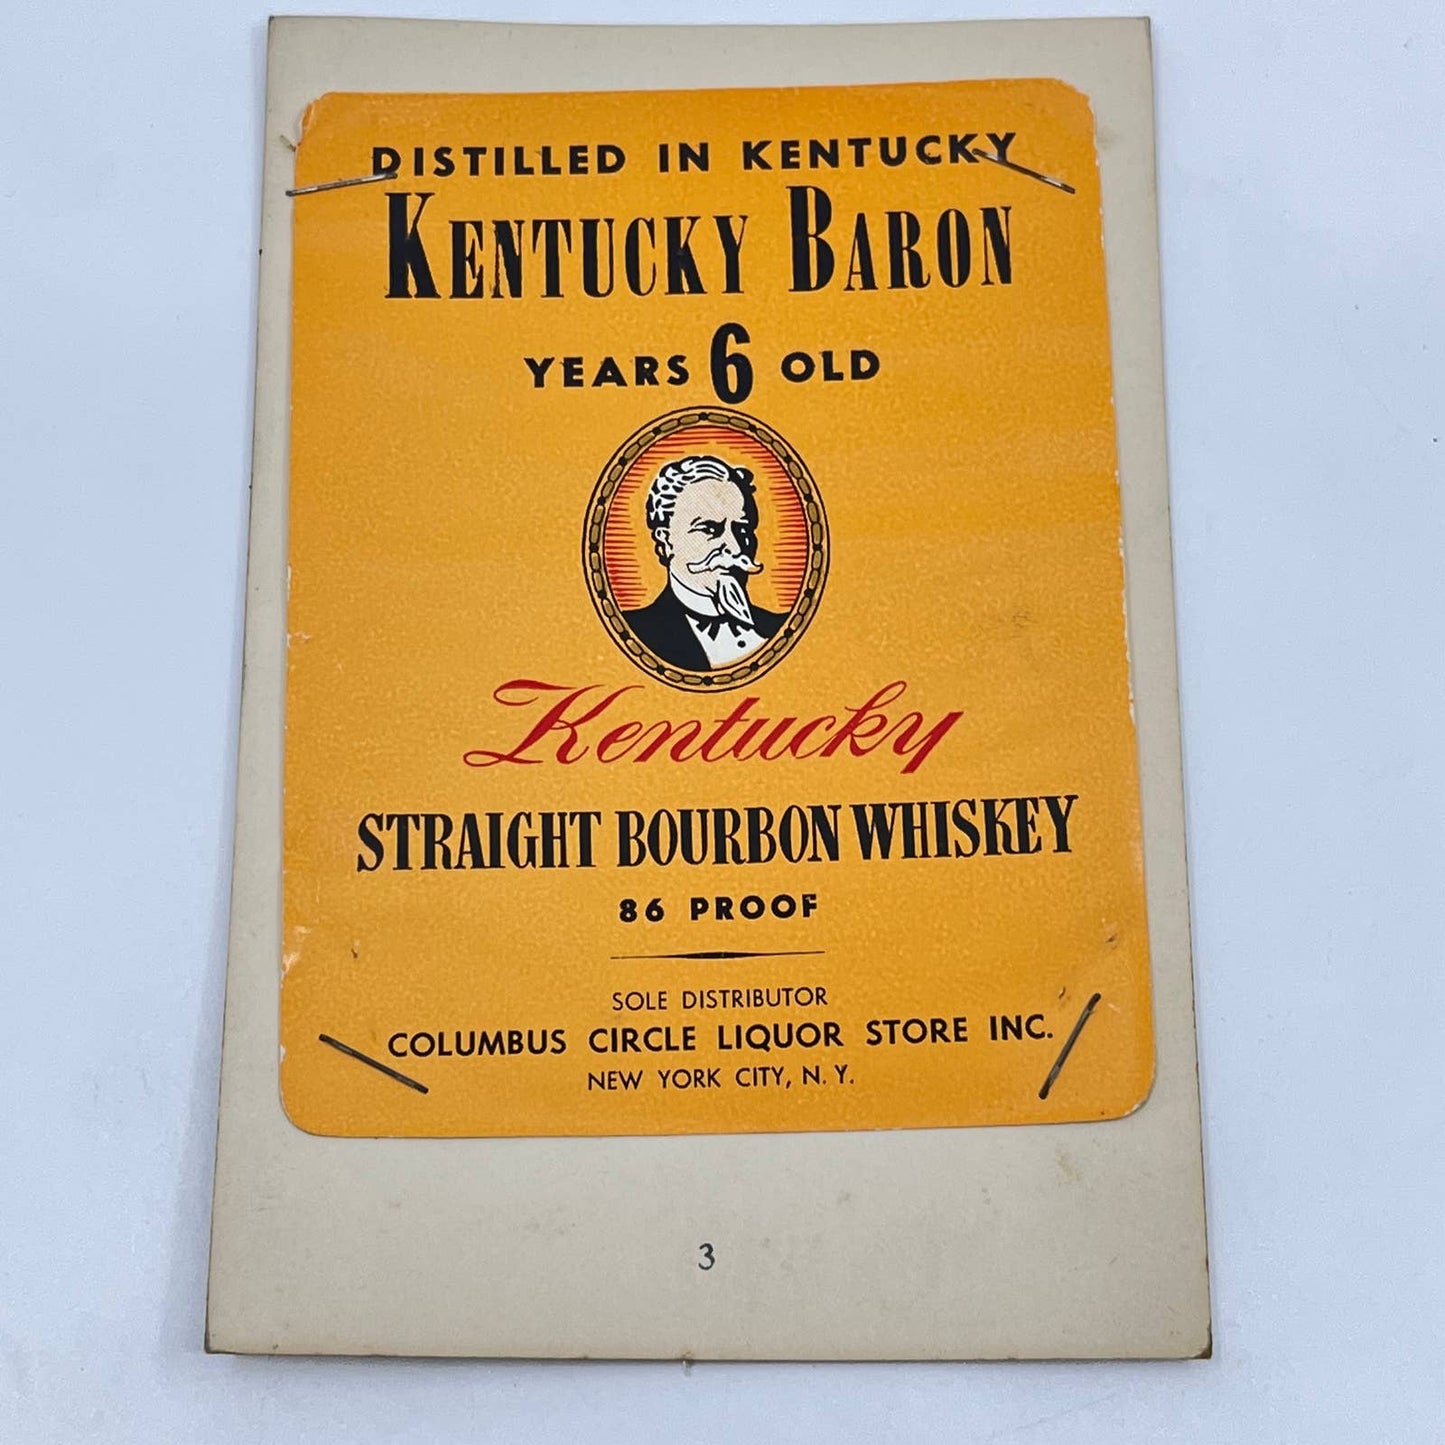 DISTILLED IN KENTUCKY
KENTUCKY BARON
YEARS 6 OLD
Kentucky
STRAIGHT BOURBON WHISKEY
86 PROOF
SOLE DISTRIBUTOR
COLUMBUS CIRCLE LIQUOR STORE INC.
NEW YORK CITY, N. Y.
3